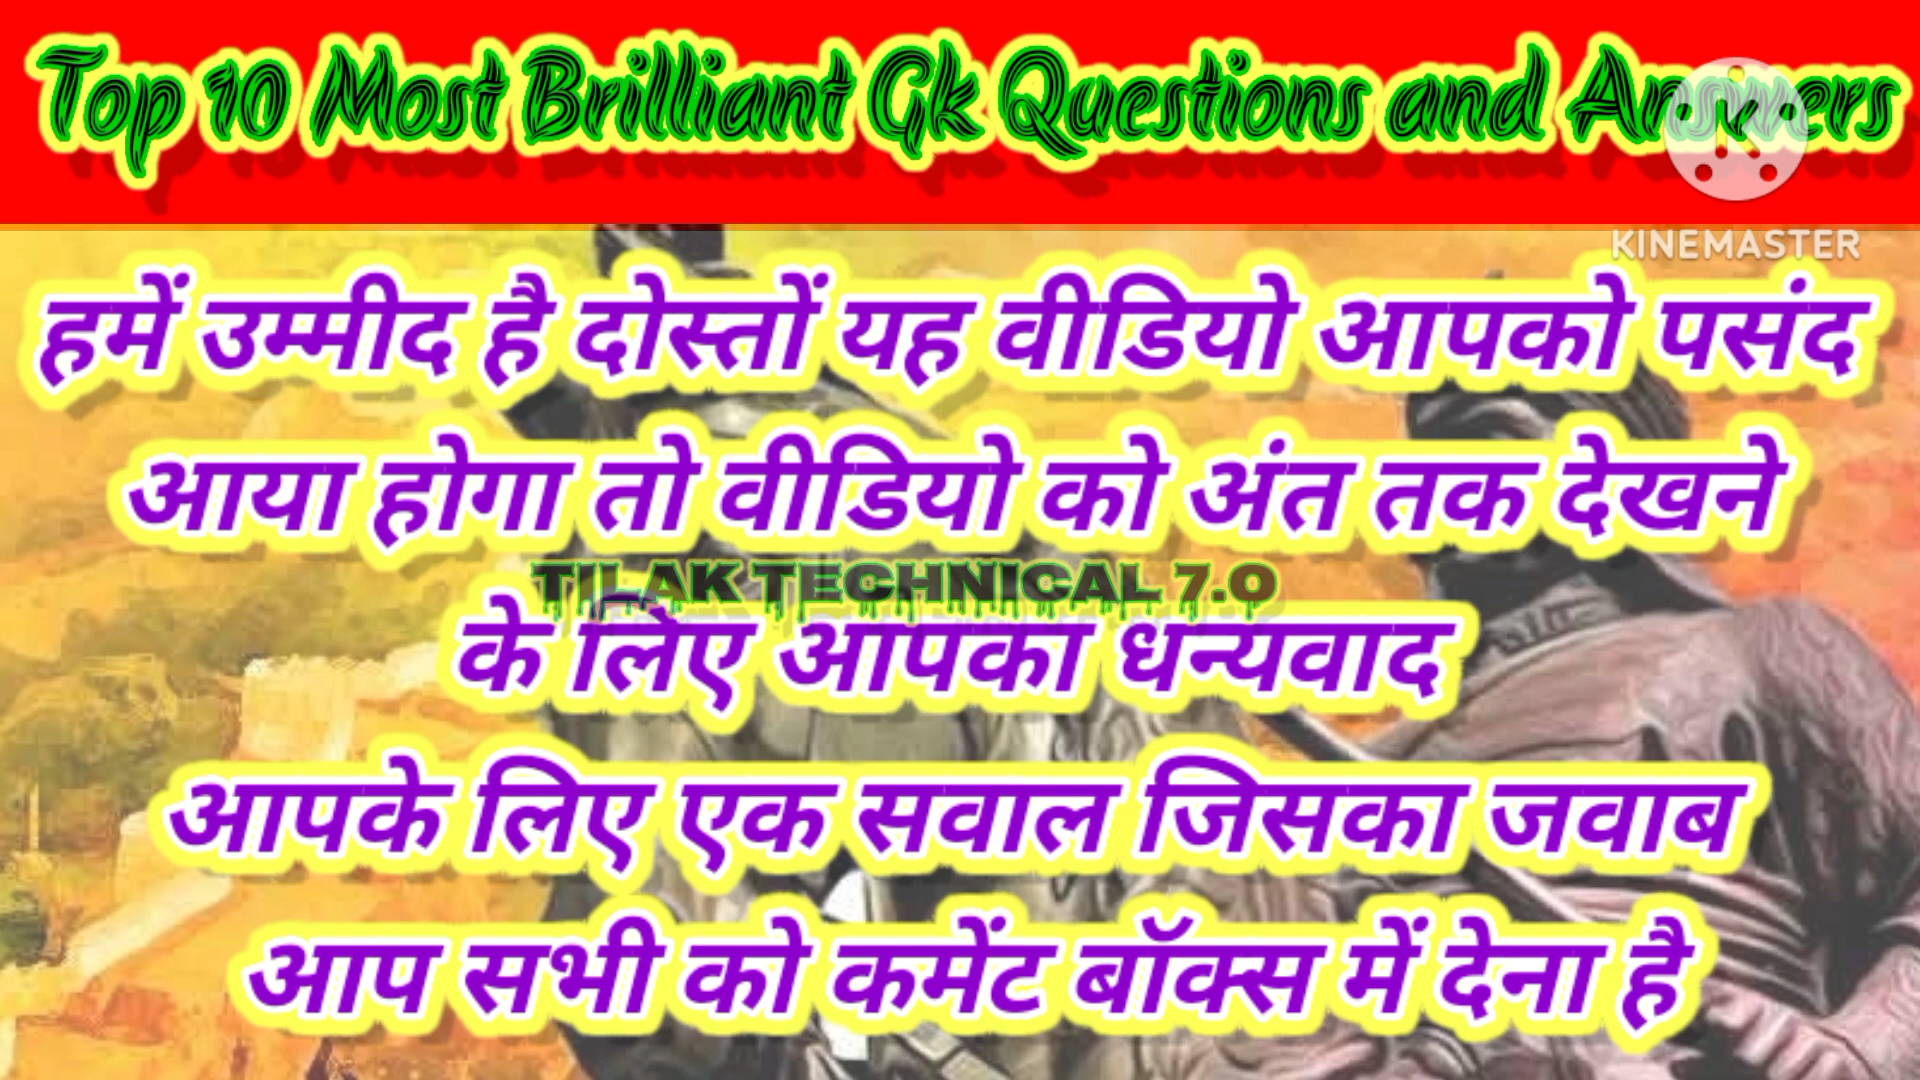 Top 10 Most Brilliant Gk Questions and Answers
KINEMASTER
हमें उम्मीद है दोस्तों यह वीडियो आपको पसंद
आया होगा तो वीडियो को अंत तक देखने
TILAK TECHNICAL 7.0
के लिए आपका धन्यवाद
आपके लिए एक सवाल जिसका जवाब
आप सभी को कमेंट बॉक्स में देना है